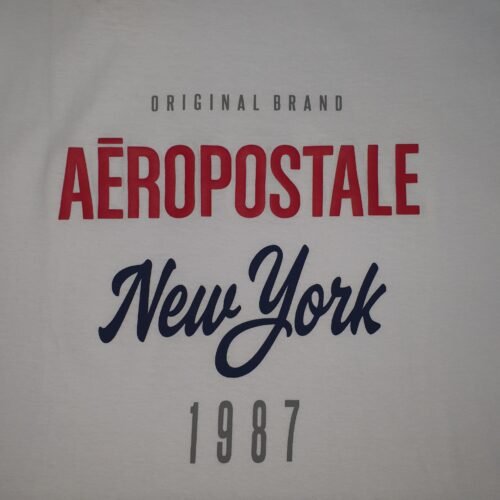 ORIGINAL BRAND
AĒROPOSTALE
New York
1987